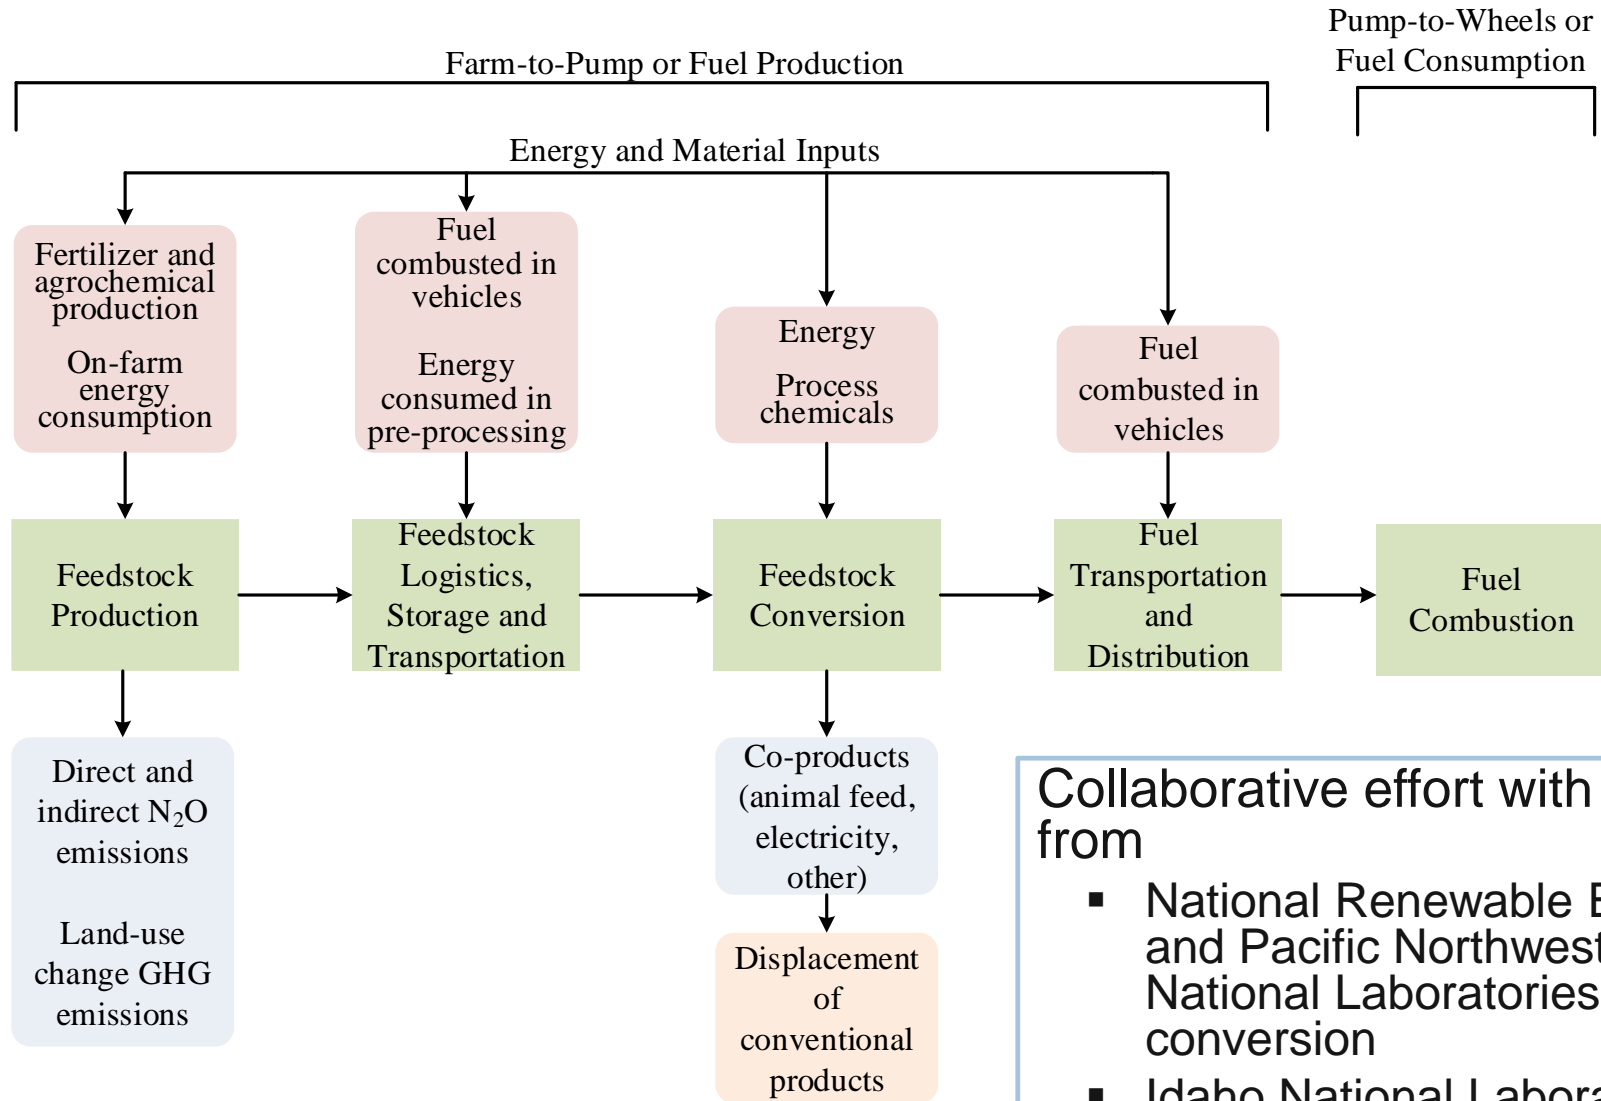 Pump-to-Wheels or
Fuel Consumption
Farm-to-Pump or Fuel Production
Energy and Material Inputs
Fertilizer and
agrochemical
production
On-farm
energy
consumption
Fuel
combusted in
vehicles
Energy
consumed in
pre-processing
Energy
Process
chemicals
Fuel
combusted in
vehicles
Feedstock
Production
Feedstock
Logistics,
Storage and
Transportation
Feedstock
Conversion
Fuel
Transportation
and
Distribution
Fuel
Combustion
Direct and
indirect N₂O
emissions
Land-use
change GHG
emissions
Co-products
(animal feed,
electricity,
other)
Displacement
of
conventional
products
Collaborative effort with
from
▪ National Renewable
and Pacific Northwest
National Laboratories
conversion
▪ Idaho National